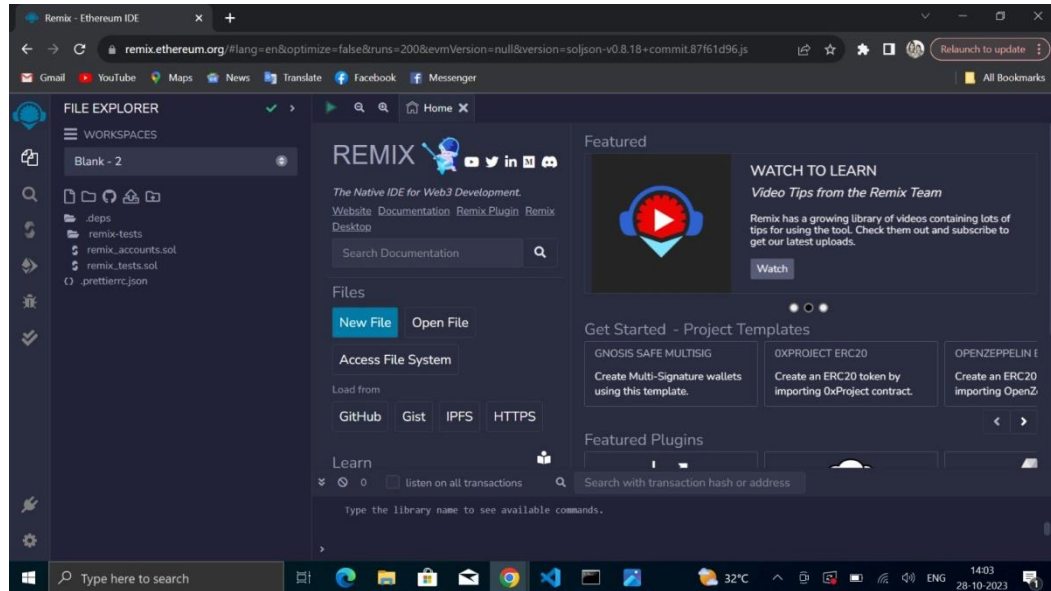 Remix - Ethereum IDE
remix.ethereum.org/#lang=en&optimize=false&runs=200&evmVersion=null&version=soljson-v0.8.18+commit.87f61d96.js
Relaunch to update
Gmail YouTube Maps News Translate Facebook Messenger All Bookmarks
FILE EXPLORER
WORKSPACES
Blank - 2
.deps
remix-tests
remix_accounts.sol
remix_tests.sol
.prettierrc.json
Home
REMIX
in
The Native IDE for Web3 Development.
Website Documentation Remix Plugin Remix
Desktop
Search Documentation
Files
New File Open File
Access File System
Load from
GitHub Gist IPFS HTTPS
Learn
Featured
WATCH TO LEARN
Video Tips from the Remix Team
Remix has a growing library of videos containing lots of
tips for using the tool. Check them out and subscribe to
get our latest uploads.
Watch
Get Started - Project Templates
GNOSIS SAFE MULTISIG
Create Multi-Signature wallets
using this template.
0XPROJECT ERC20
Create an ERC20 token by
importing 0xProject contract.
OPENZEPPELIN E
Create an ERC20
importing OpenZ
Featured Plugins
0 listen on all transactions Search with transaction hash or address
Type the library name to see available commands.
>
Type here to search
32°C
ENG
14:03
28-10-2023
1